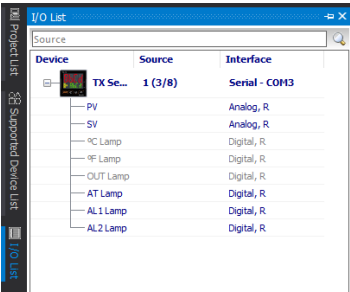 Project List
Supported Device List
I/O List
I/O List
Source
Device Source Interface
TX Se... 1 (3/8) Serial - COM3
PV Analog, R
SV Analog, R
ºC Lamp Digital, R
ºF Lamp Digital, R
OUT Lamp Digital, R
AT Lamp Digital, R
AL1 Lamp Digital, R
AL2 Lamp Digital, R